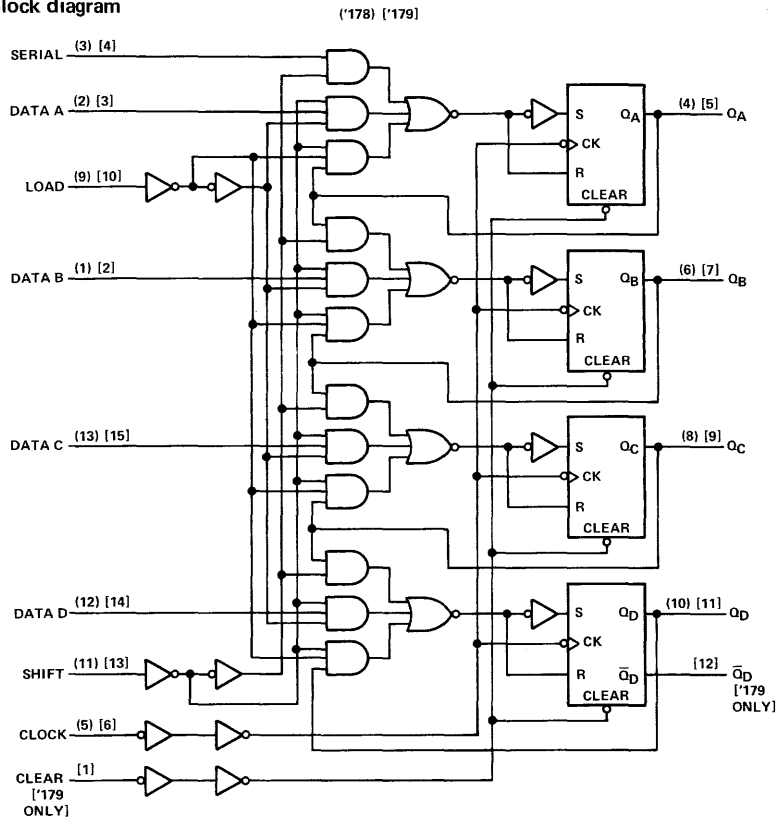 lock diagram
('178) ['179]
SERIAL (3) [4]
DATA A (2) [3]
LOAD (9) [10]
DATA B (1) [2]
DATA C (13) [15]
DATA D (12) [14]
SHIFT (11) [13]
CLOCK (5) [6]
CLEAR [1]
['179
ONLY]
S QA (4) [5] QA
CK
R
CLEAR
S QB (6) [7] QB
CK
R
CLEAR
S QC (8) [9] QC
CK
R
CLEAR
S QD (10) [11] QD
CK
R Q̅D [12] Q̅D
CLEAR ['179
ONLY]